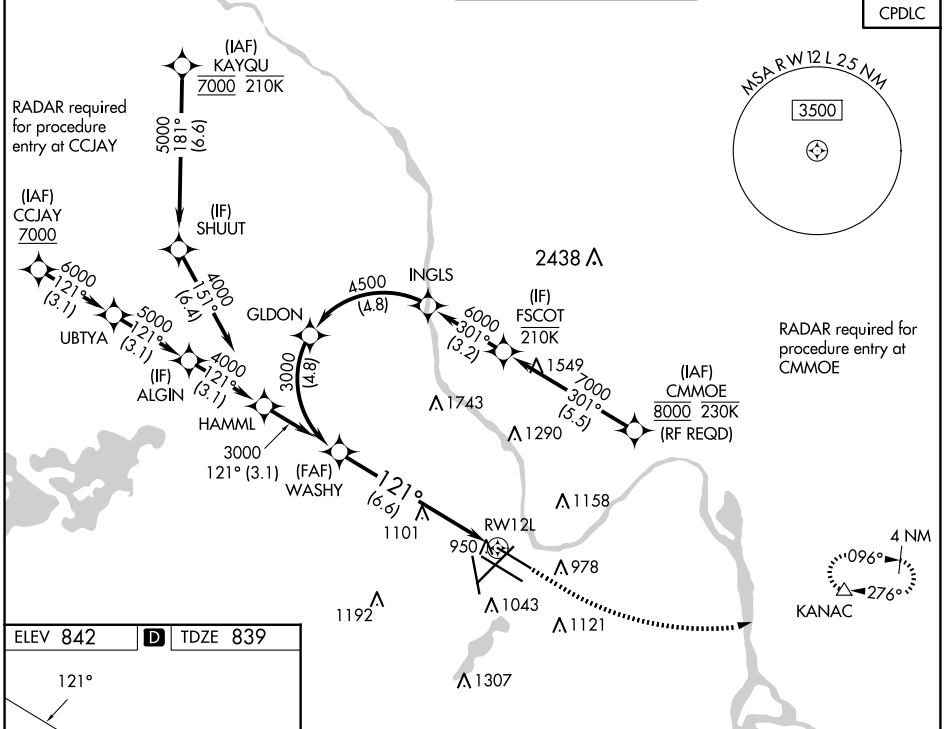 CPDLC
(IAF)
KAYQU
7000 210K
RADAR required
for procedure
entry at CCJAY
5000
181°
(6.6)
MSA RW 12 L 25 NM
3500
(IAF)
CCJAY
7000
(IF)
SHUUT
6000
121°
(3.1)
UBTYA
4000
151°
(6.4)
5000
121°
(3.1)
(IF)
ALGIN
4000
121°
(3.1)
HAMML
3000
121° (3.1)
GLDON
4500
(4.8)
INGLS
3000
(4.8)
2438
(IF)
FSCOT
210K
6000
301°
(3.2)
1549
7000
301°
(5.5)
(IAF)
CMMOE
8000 230K
(RF REQD)
RADAR required for
procedure entry at
CMMOE
1743
1290
(FAF)
WASHY
121°
(6.6)
1101
1158
RW12L
950
978
1043
1192
1121
1307
4 NM
096°
276°
KANAC
ELEV 842 D TDZE 839
121°